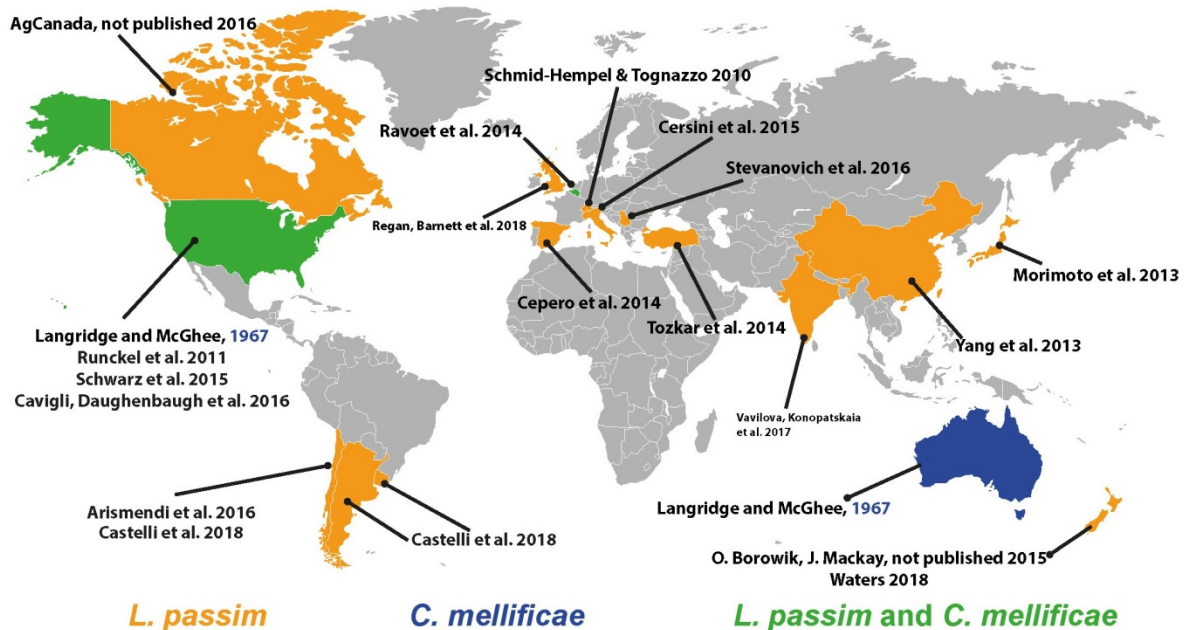 AgCanada, not published 2016
Schmid-Hempel & Tognazzo 2010
Ravoet et al. 2014
Cersini et al. 2015
Stevanovich et al. 2016
Regan, Barnett et al. 2018
Morimoto et al. 2013
Cepero et al. 2014
Tozkar et al. 2014
Yang et al. 2013
Langridge and McGhee, 1967
Runckel et al. 2011
Schwarz et al. 2015
Cavigli, Daughenbaugh et al. 2016
Vavilova, Konopatskaia
et al. 2017
Arismendi et al. 2016
Castelli et al. 2018
Castelli et al. 2018
Langridge and McGhee, 1967
O. Borowik, J. Mackay, not published 2015
Waters 2018
L. passim
C. mellificae
L. passim and C. mellificae